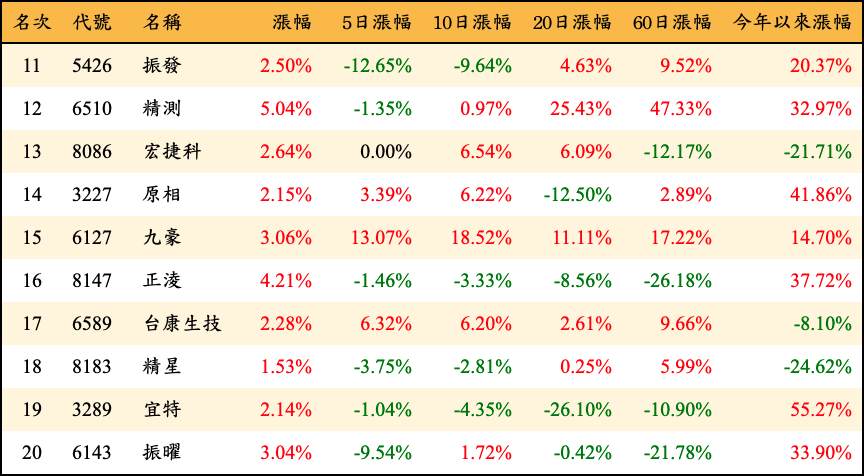 名次 代號 名稱 漲幅 5日漲幅 10日漲幅 20日漲幅 60日漲幅 今年以來漲幅
11 5426 振發 2.50% -12.65% -9.64% 4.63% 9.52% 20.37%
12 6510 精測 5.04% -1.35% 0.97% 25.43% 47.33% 32.97%
13 8086 宏捷科 2.64% 0.00% 6.54% 6.09% -12.17% -21.71%
14 3227 原相 2.15% 3.39% 6.22% -12.50% 2.89% 41.86%
15 6127 九豪 3.06% 13.07% 18.52% 11.11% 17.22% 14.70%
16 8147 正淩 4.21% -1.46% -3.33% -8.56% -26.18% 37.72%
17 6589 台康生技 2.28% 6.32% 6.20% 2.61% 9.66% -8.10%
18 8183 精星 1.53% -3.75% -2.81% 0.25% 5.99% -24.62%
19 3289 宜特 2.14% -1.04% -4.35% -26.10% -10.90% 55.27%
20 6143 振曜 3.04% -9.54% 1.72% -0.42% -21.78% 33.90%